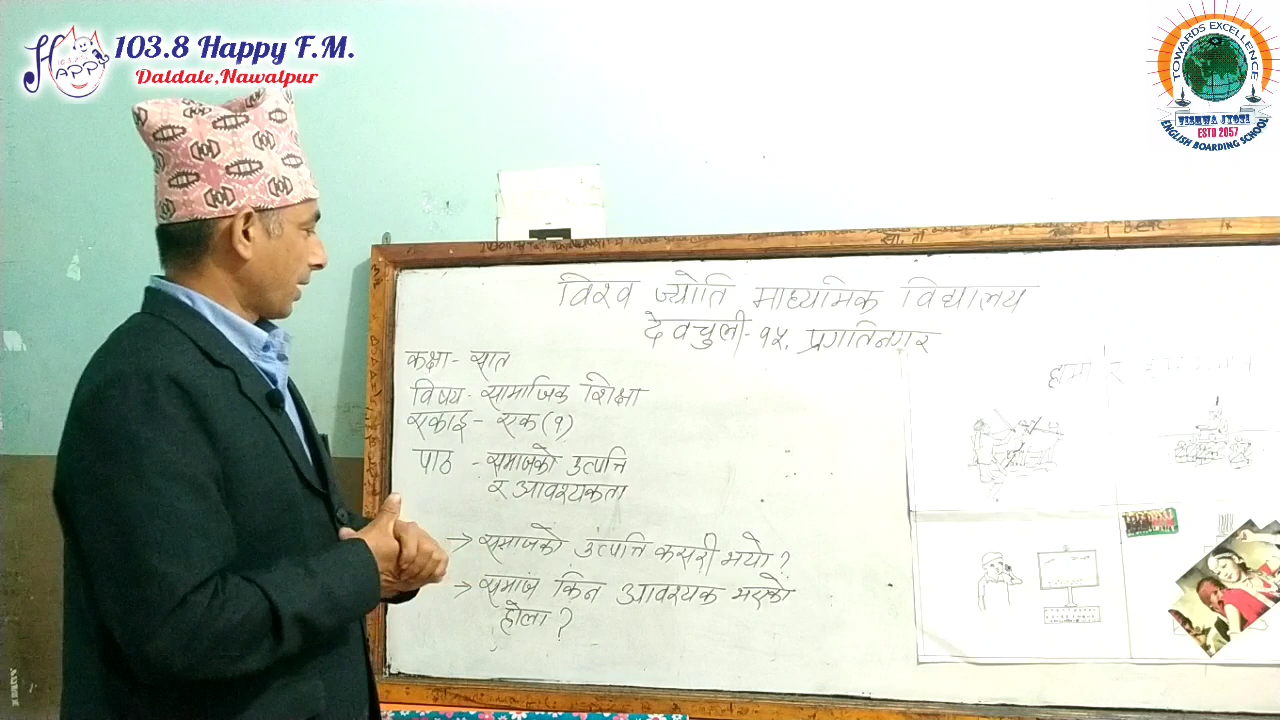 103.8 Happy F.M.
Daldale,Nawalpur
HAPPY
TOWARDS EXCELLENCE
VISHWA JYOTI
ESTD 2057
ENGLISH BOARDING SCHOOL
विश्व ज्योति माध्यमिक विद्यालय
देवचुली-१५, प्रगतिनगर
कक्षा - सात
विषय - सामाजिक शिक्षा
एकाइ - एक (१)
पाठ - समाजको उत्पत्ति
र आवश्यकता
→ समाजको उत्पत्ति कसरी भयो ?
→ समाज किन आवश्यक भएको
होला ?
हाम्रो र